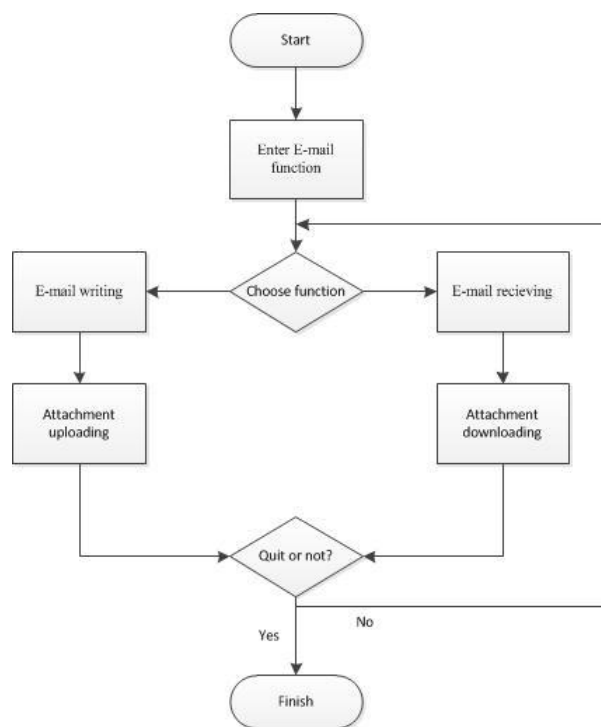 Start
Enter E-mail
function
E-mail writing
Choose function
E-mail recieving
Attachment
uploading
Attachment
downloading
Quit or not?
Yes
No
Finish